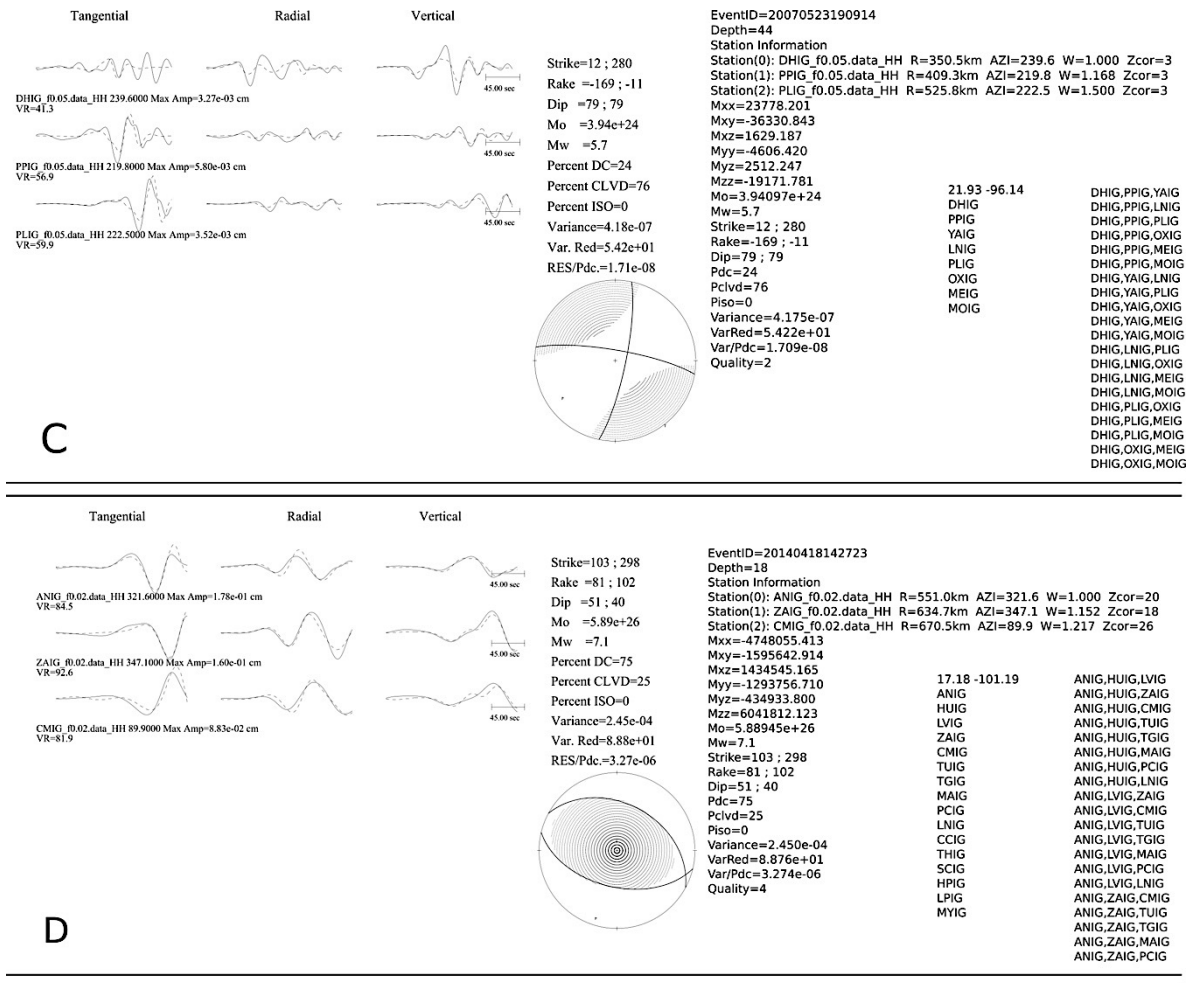 Tangential Radial Vertical
45.00 sec
DHIG_f0.05.data_HH 239.6000 Max Amp=3.27e-03 cm
VR=41.3
45.00 sec
PPIG_f0.05.data_HH 219.8000 Max Amp=5.80e-03 cm
VR=56.9
45.00 sec
PLIG_f0.05.data_HH 222.5000 Max Amp=3.52e-03 cm
VR=59.9
Strike=12 ; 280
Rake =-169 ; -11
Dip =79 ; 79
Mo =3.94e+24
Mw =5.7
Percent DC=24
Percent CLVD=76
Percent ISO=0
Variance=4.18e-07
Var. Red=5.42e+01
RES/Pdc.=1.71e-08
EventID=20070523190914
Depth=44
Station Information
Station(0): DHIG_f0.05.data_HH R=350.5km AZI=239.6 W=1.000 Zcor=3
Station(1): PPIG_f0.05.data_HH R=409.3km AZI=219.8 W=1.168 Zcor=3
Station(2): PLIG_f0.05.data_HH R=525.8km AZI=222.5 W=1.500 Zcor=3
Mxx=23778.201
Mxy=-36330.843
Mxz=1629.187
Myy=-4606.420
Myz=2512.247
Mzz=-19171.781
Mo=3.94097e+24
Mw=5.7
Strike=12 ; 280
Rake=-169 ; -11
Dip=79 ; 79
Pdc=24
Pclvd=76
Piso=0
Variance=4.175e-07
VarRed=5.422e+01
Var/Pdc=1.709e-08
Quality=2
21.93 -96.14
DHIG
PPIG
YAIG
LNIG
PLIG
OXIG
MEIG
MOIG
DHIG,PPIG,YAIG
DHIG,PPIG,LNIG
DHIG,PPIG,PLIG
DHIG,PPIG,OXIG
DHIG,PPIG,MEIG
DHIG,PPIG,MOIG
DHIG,YAIG,LNIG
DHIG,YAIG,PLIG
DHIG,YAIG,OXIG
DHIG,YAIG,MEIG
DHIG,YAIG,MOIG
DHIG,LNIG,PLIG
DHIG,LNIG,OXIG
DHIG,LNIG,MEIG
DHIG,LNIG,MOIG
DHIG,PLIG,OXIG
DHIG,PLIG,MEIG
DHIG,PLIG,MOIG
DHIG,OXIG,MEIG
DHIG,OXIG,MOIG
C
Tangential Radial Vertical
45.00 sec
ANIG_f0.02.data_HH 321.6000 Max Amp=1.78e-01 cm
VR=84.5
45.00 sec
ZAIG_f0.02.data_HH 347.1000 Max Amp=1.60e-01 cm
VR=92.6
45.00 sec
CMIG_f0.02.data_HH 89.9000 Max Amp=8.83e-02 cm
VR=81.9
Strike=103 ; 298
Rake =81 ; 102
Dip =51 ; 40
Mo =5.89e+26
Mw =7.1
Percent DC=75
Percent CLVD=25
Percent ISO=0
Variance=2.45e-04
Var. Red=8.88e+01
RES/Pdc.=3.27e-06
EventID=20140418142723
Depth=18
Station Information
Station(0): ANIG_f0.02.data_HH R=551.0km AZI=321.6 W=1.000 Zcor=20
Station(1): ZAIG_f0.02.data_HH R=634.7km AZI=347.1 W=1.152 Zcor=18
Station(2): CMIG_f0.02.data_HH R=670.5km AZI=89.9 W=1.217 Zcor=26
Mxx=-4748055.413
Mxy=-1595642.914
Mxz=1434545.165
Myy=-1293756.710
Myz=-434933.800
Mzz=6041812.123
Mo=5.88945e+26
Mw=7.1
Strike=103 ; 298
Rake=81 ; 102
Dip=51 ; 40
Pdc=75
Pclvd=25
Piso=0
Variance=2.450e-04
VarRed=8.876e+01
Var/Pdc=3.274e-06
Quality=4
17.18 -101.19
ANIG
HUIG
LVIG
ZAIG
CMIG
TUIG
TGIG
MAIG
PCIG
LNIG
CCIG
THIG
SCIG
HPIG
LPIG
MYIG
ANIG,HUIG,LVIG
ANIG,HUIG,ZAIG
ANIG,HUIG,CMIG
ANIG,HUIG,TUIG
ANIG,HUIG,TGIG
ANIG,HUIG,MAIG
ANIG,HUIG,PCIG
ANIG,HUIG,LNIG
ANIG,LVIG,ZAIG
ANIG,LVIG,CMIG
ANIG,LVIG,TUIG
ANIG,LVIG,TGIG
ANIG,LVIG,MAIG
ANIG,LVIG,PCIG
ANIG,LVIG,LNIG
ANIG,ZAIG,CMIG
ANIG,ZAIG,TUIG
ANIG,ZAIG,TGIG
ANIG,ZAIG,MAIG
ANIG,ZAIG,PCIG
D